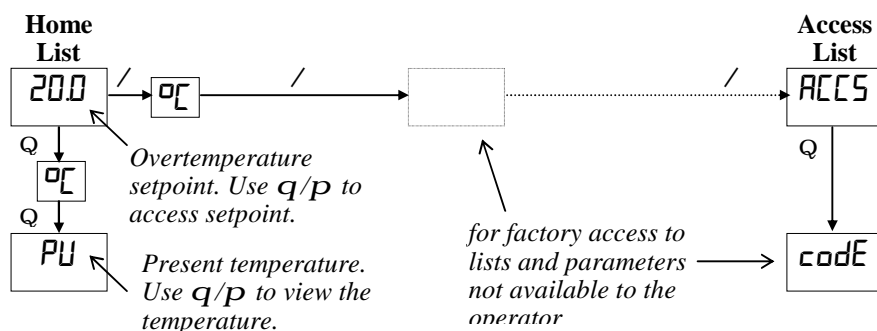 Home
List
Access
List
20.0
/
°C
/
/
ACCS
Q
Overtemperature
setpoint. Use q/p to
access setpoint.
°C
Q
Q
PV
Present temperature.
Use q/p to view the
temperature.
for factory access to
lists and parameters
not available to the
operator
codE